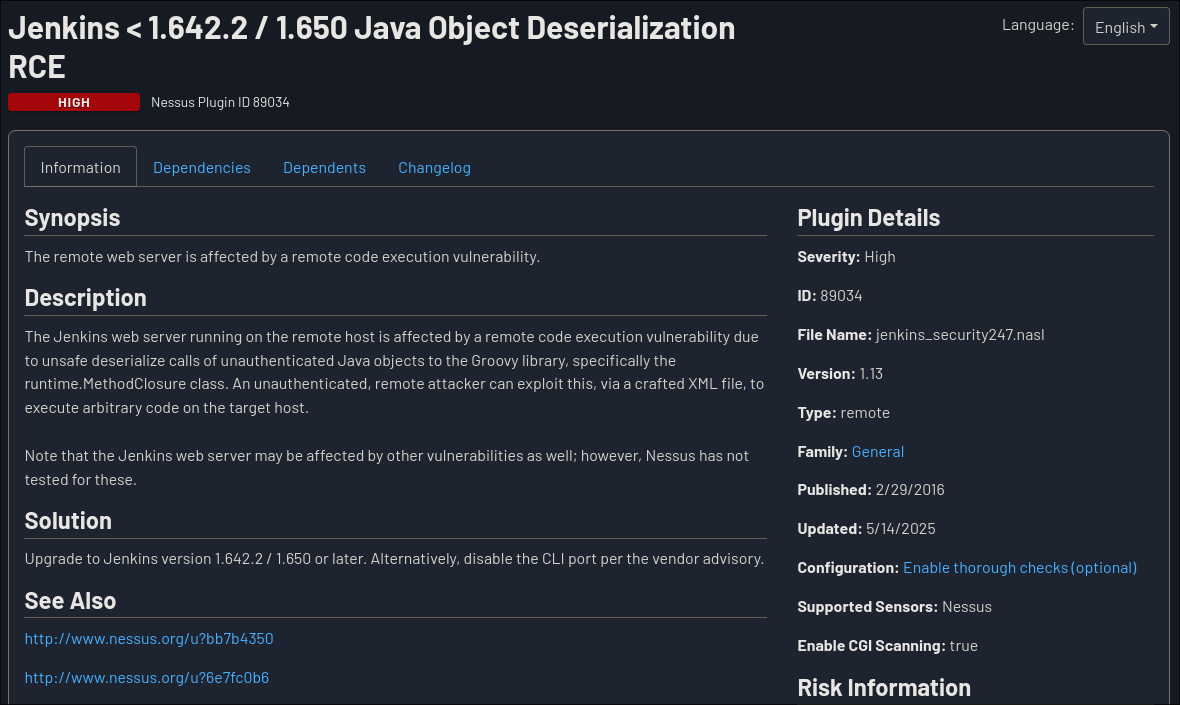 Jenkins < 1.642.2 / 1.650 Java Object Deserialization
RCE
Language:
English
HIGH
Nessus Plugin ID 89034
Information
Dependencies
Dependents
Changelog
Synopsis
The remote web server is affected by a remote code execution vulnerability.
Description
The Jenkins web server running on the remote host is affected by a remote code execution vulnerability due
to unsafe deserialize calls of unauthenticated Java objects to the Groovy library, specifically the
runtime.MethodClosure class. An unauthenticated, remote attacker can exploit this, via a crafted XML file, to
execute arbitrary code on the target host.
Note that the Jenkins web server may be affected by other vulnerabilities as well; however, Nessus has not
tested for these.
Solution
Upgrade to Jenkins version 1.642.2 / 1.650 or later. Alternatively, disable the CLI port per the vendor advisory.
See Also
http://www.nessus.org/u?bb7b4350
http://www.nessus.org/u?6e7fc0b6
Plugin Details
Severity: High
ID: 89034
File Name: jenkins_security247.nasl
Version: 1.13
Type: remote
Family: General
Published: 2/29/2016
Updated: 5/14/2025
Configuration: Enable thorough checks (optional)
Supported Sensors: Nessus
Enable CGI Scanning: true
Risk Information